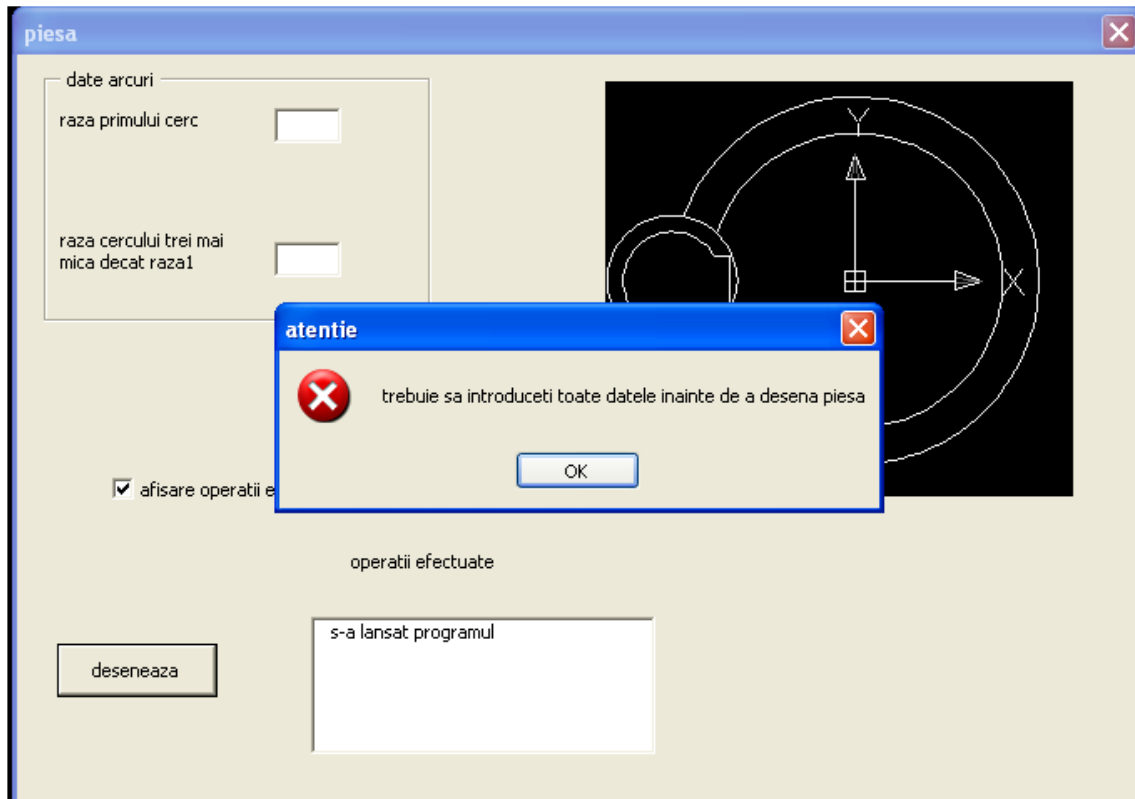 piesa
date arcuri
raza primului cerc
raza cercului trei mai
mica decat raza1
Y
X
atentie
trebuie sa introduceti toate datele inainte de a desena piesa
OK
afisare operatii e
operatii efectuate
s-a lansat programul
deseneaza